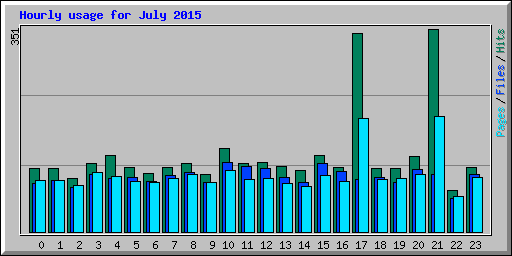 Hourly usage for July 2015
351
Pages / Files / Hits
0 1 2 3 4 5 6 7 8 9 10 11 12 13 14 15 16 17 18 19 20 21 22 23